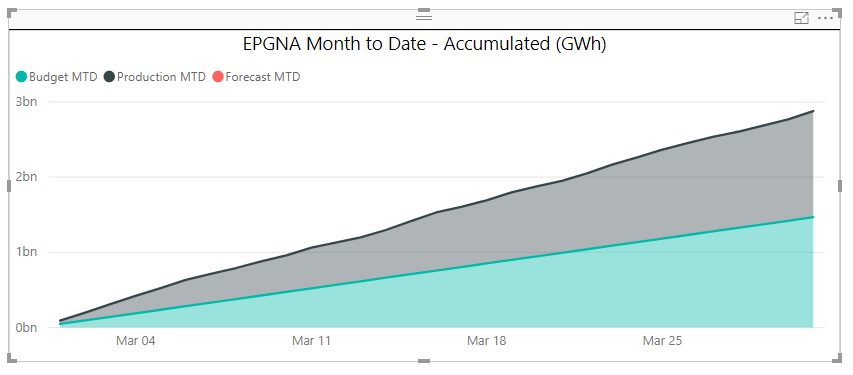 EPGNA Month to Date - Accumulated (GWh)
Budget MTD Production MTD Forecast MTD
3bn
2bn
1bn
0bn
Mar 04 Mar 11 Mar 18 Mar 25